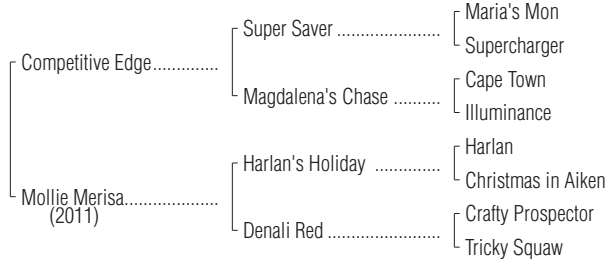 Maria's Mon
Super Saver ..................
Supercharger
Competitive Edge..............
Cape Town
Magdalena's Chase ..........
Illuminance
Harlan
Harlan's Holiday ..............
Christmas in Aiken
Mollie Merisa....................
(2011)
Crafty Prospector
Denali Red ......................
Tricky Squaw